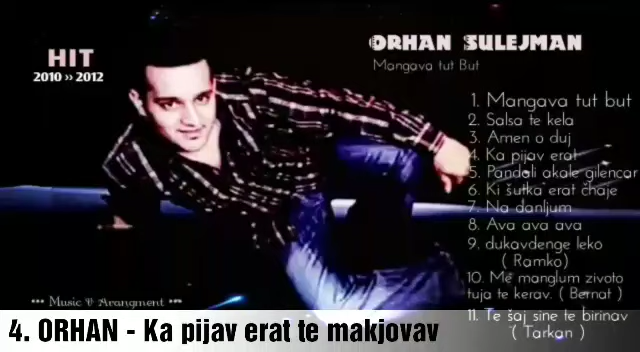 HIT
2010 » 2012
ORHAN SULEJMAN
Mangava tut But
1. Mangava tut but
2. Salsa te kela
3. Amen o duj
4. Ka pijav erat
5. Pandoli akale gilencar
6. Ki šutka erat čhaje
7. Na danljum
8. Ava ava ava
9. dukavdenge leko
( Ramko)
10. Me manglum zivoto
tuja te kerav. ( Bernat )
11. Te šaj sine te birinav
( Tarkan )
••• Music & Arangment •••
4. ORHAN - Ka pijav erat te makjovav